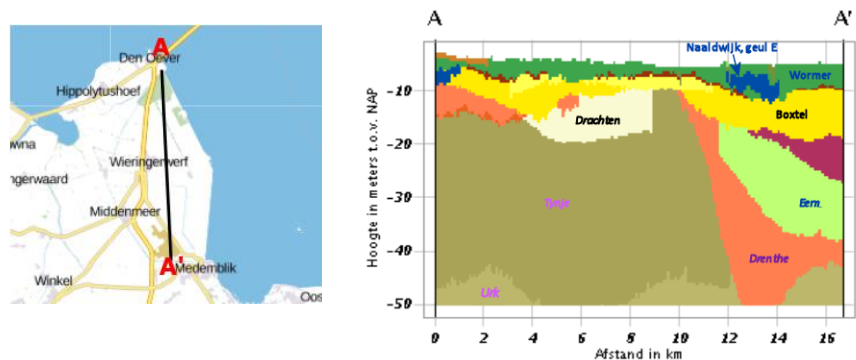 A
Den Oever
Hippolytushoef
wna
Wieringerwerf
ngerwaard
Middenmeer
A'
Medemblik
Winkel
Oos
A
A'
Naaldwijk, geul E
Wormer
Boxtel
Drachten
Eem
Drenthe
Urk
Hoogte in meters t.o.v. NAP
-10
-20
-30
-40
-50
0 2 4 6 8 10 12 14 16
Afstand in km